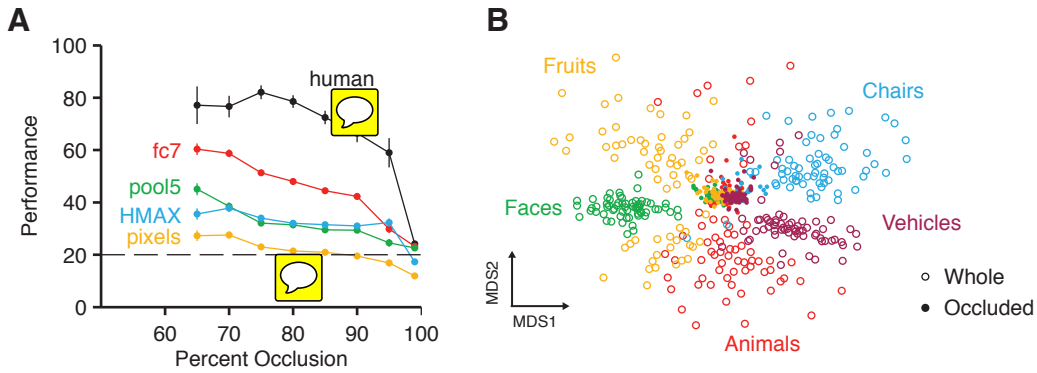 A
100
80
60
40
20
0
Performance
human
fc7
pool5
HMAX
pixels
60
70
80
90
100
Percent Occlusion
B
Fruits
Chairs
Faces
Vehicles
Animals
MDS2
MDS1
Whole
Occluded